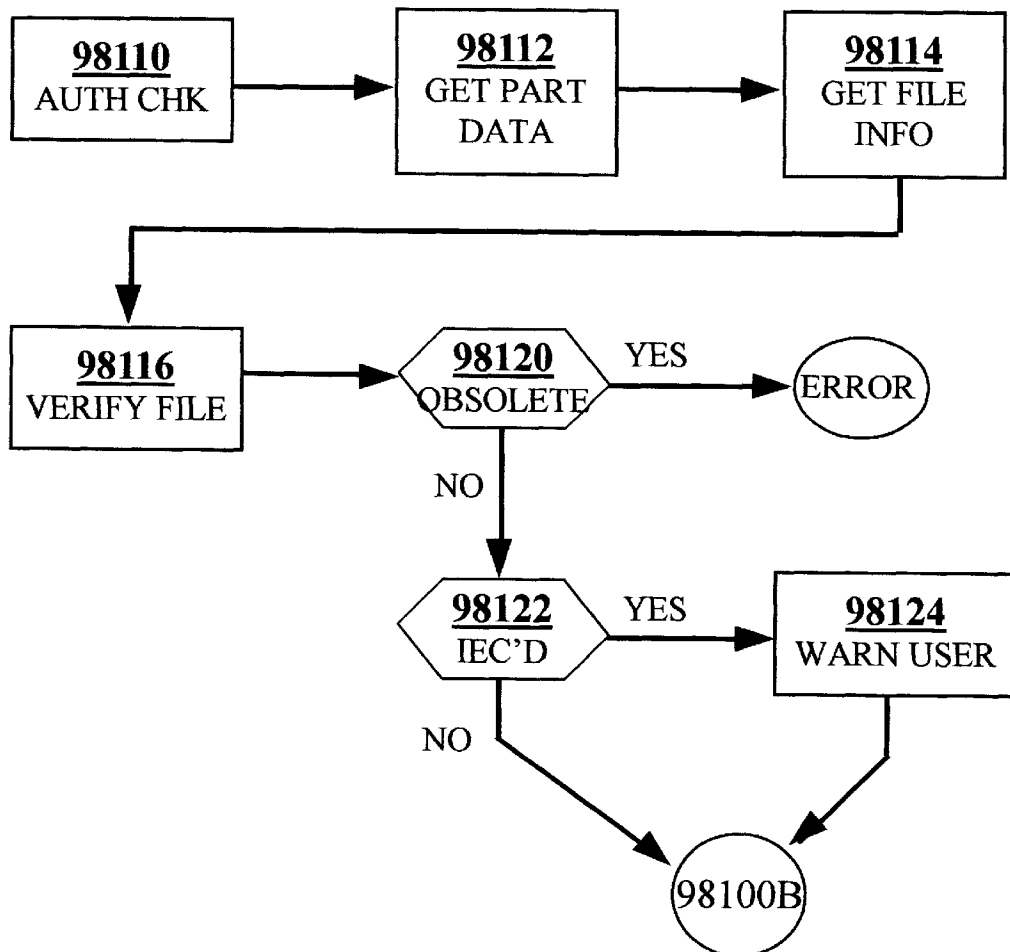 98110
AUTH CHK
98112
GET PART
DATA
98114
GET FILE
INFO
98116
VERIFY FILE
98120
OBSOLETE
YES
ERROR
NO
98122
IEC'D
YES
98124
WARN USER
NO
98100B